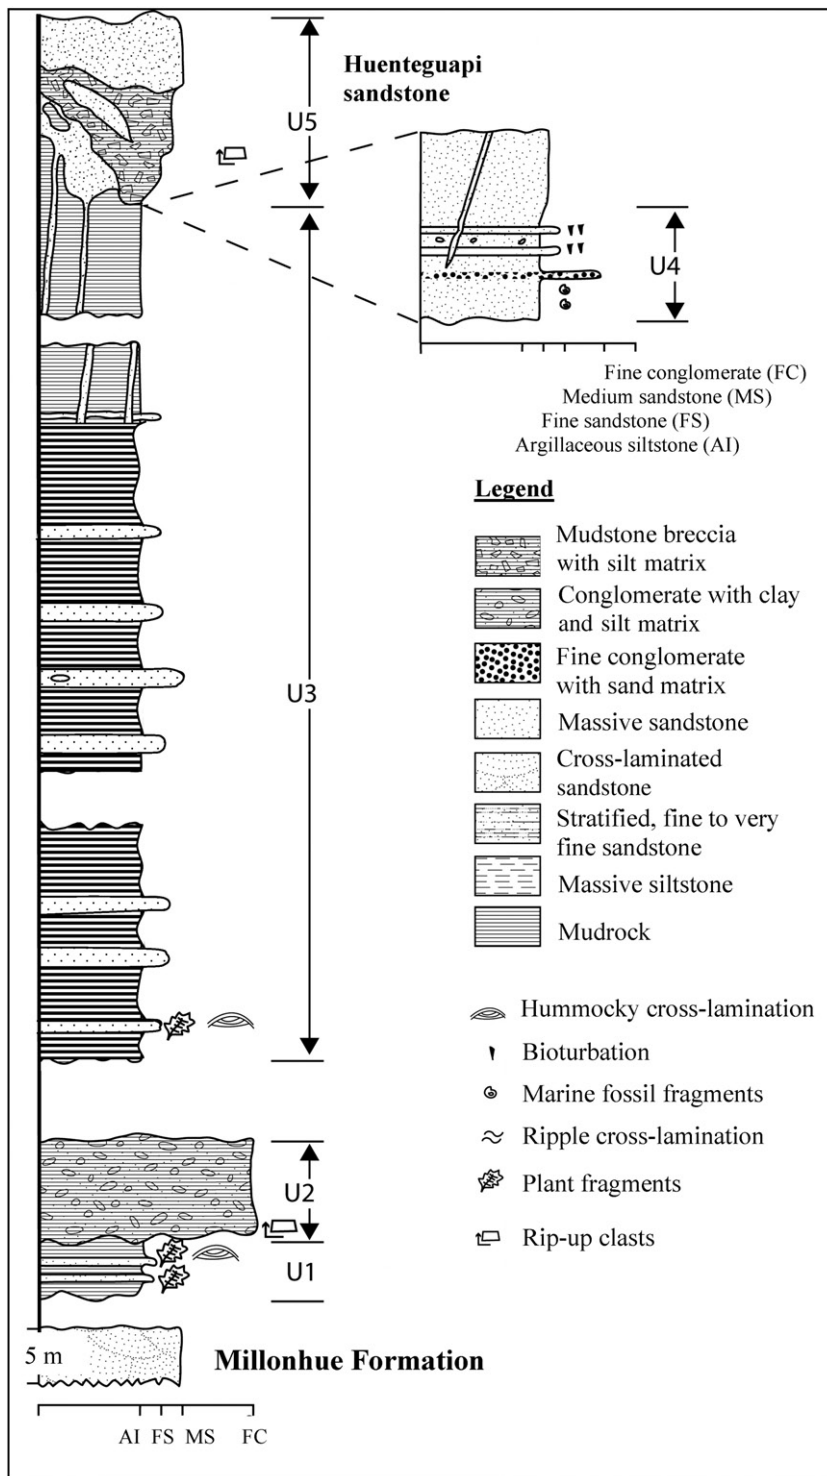 Huenteguapi
sandstone
U5
U4
Fine conglomerate (FC)
Medium sandstone (MS)
Fine sandstone (FS)
Argillaceous siltstone (AI)
Legend
Mudstone breccia
with silt matrix
Conglomerate with clay
and silt matrix
Fine conglomerate
with sand matrix
Massive sandstone
Cross-laminated
sandstone
Stratified, fine to very
fine sandstone
Massive siltstone
Mudrock
Hummocky cross-lamination
Bioturbation
Marine fossil fragments
Ripple cross-lamination
Plant fragments
Rip-up clasts
U3
U2
U1
5 m
Millonhue Formation
AI FS MS FC